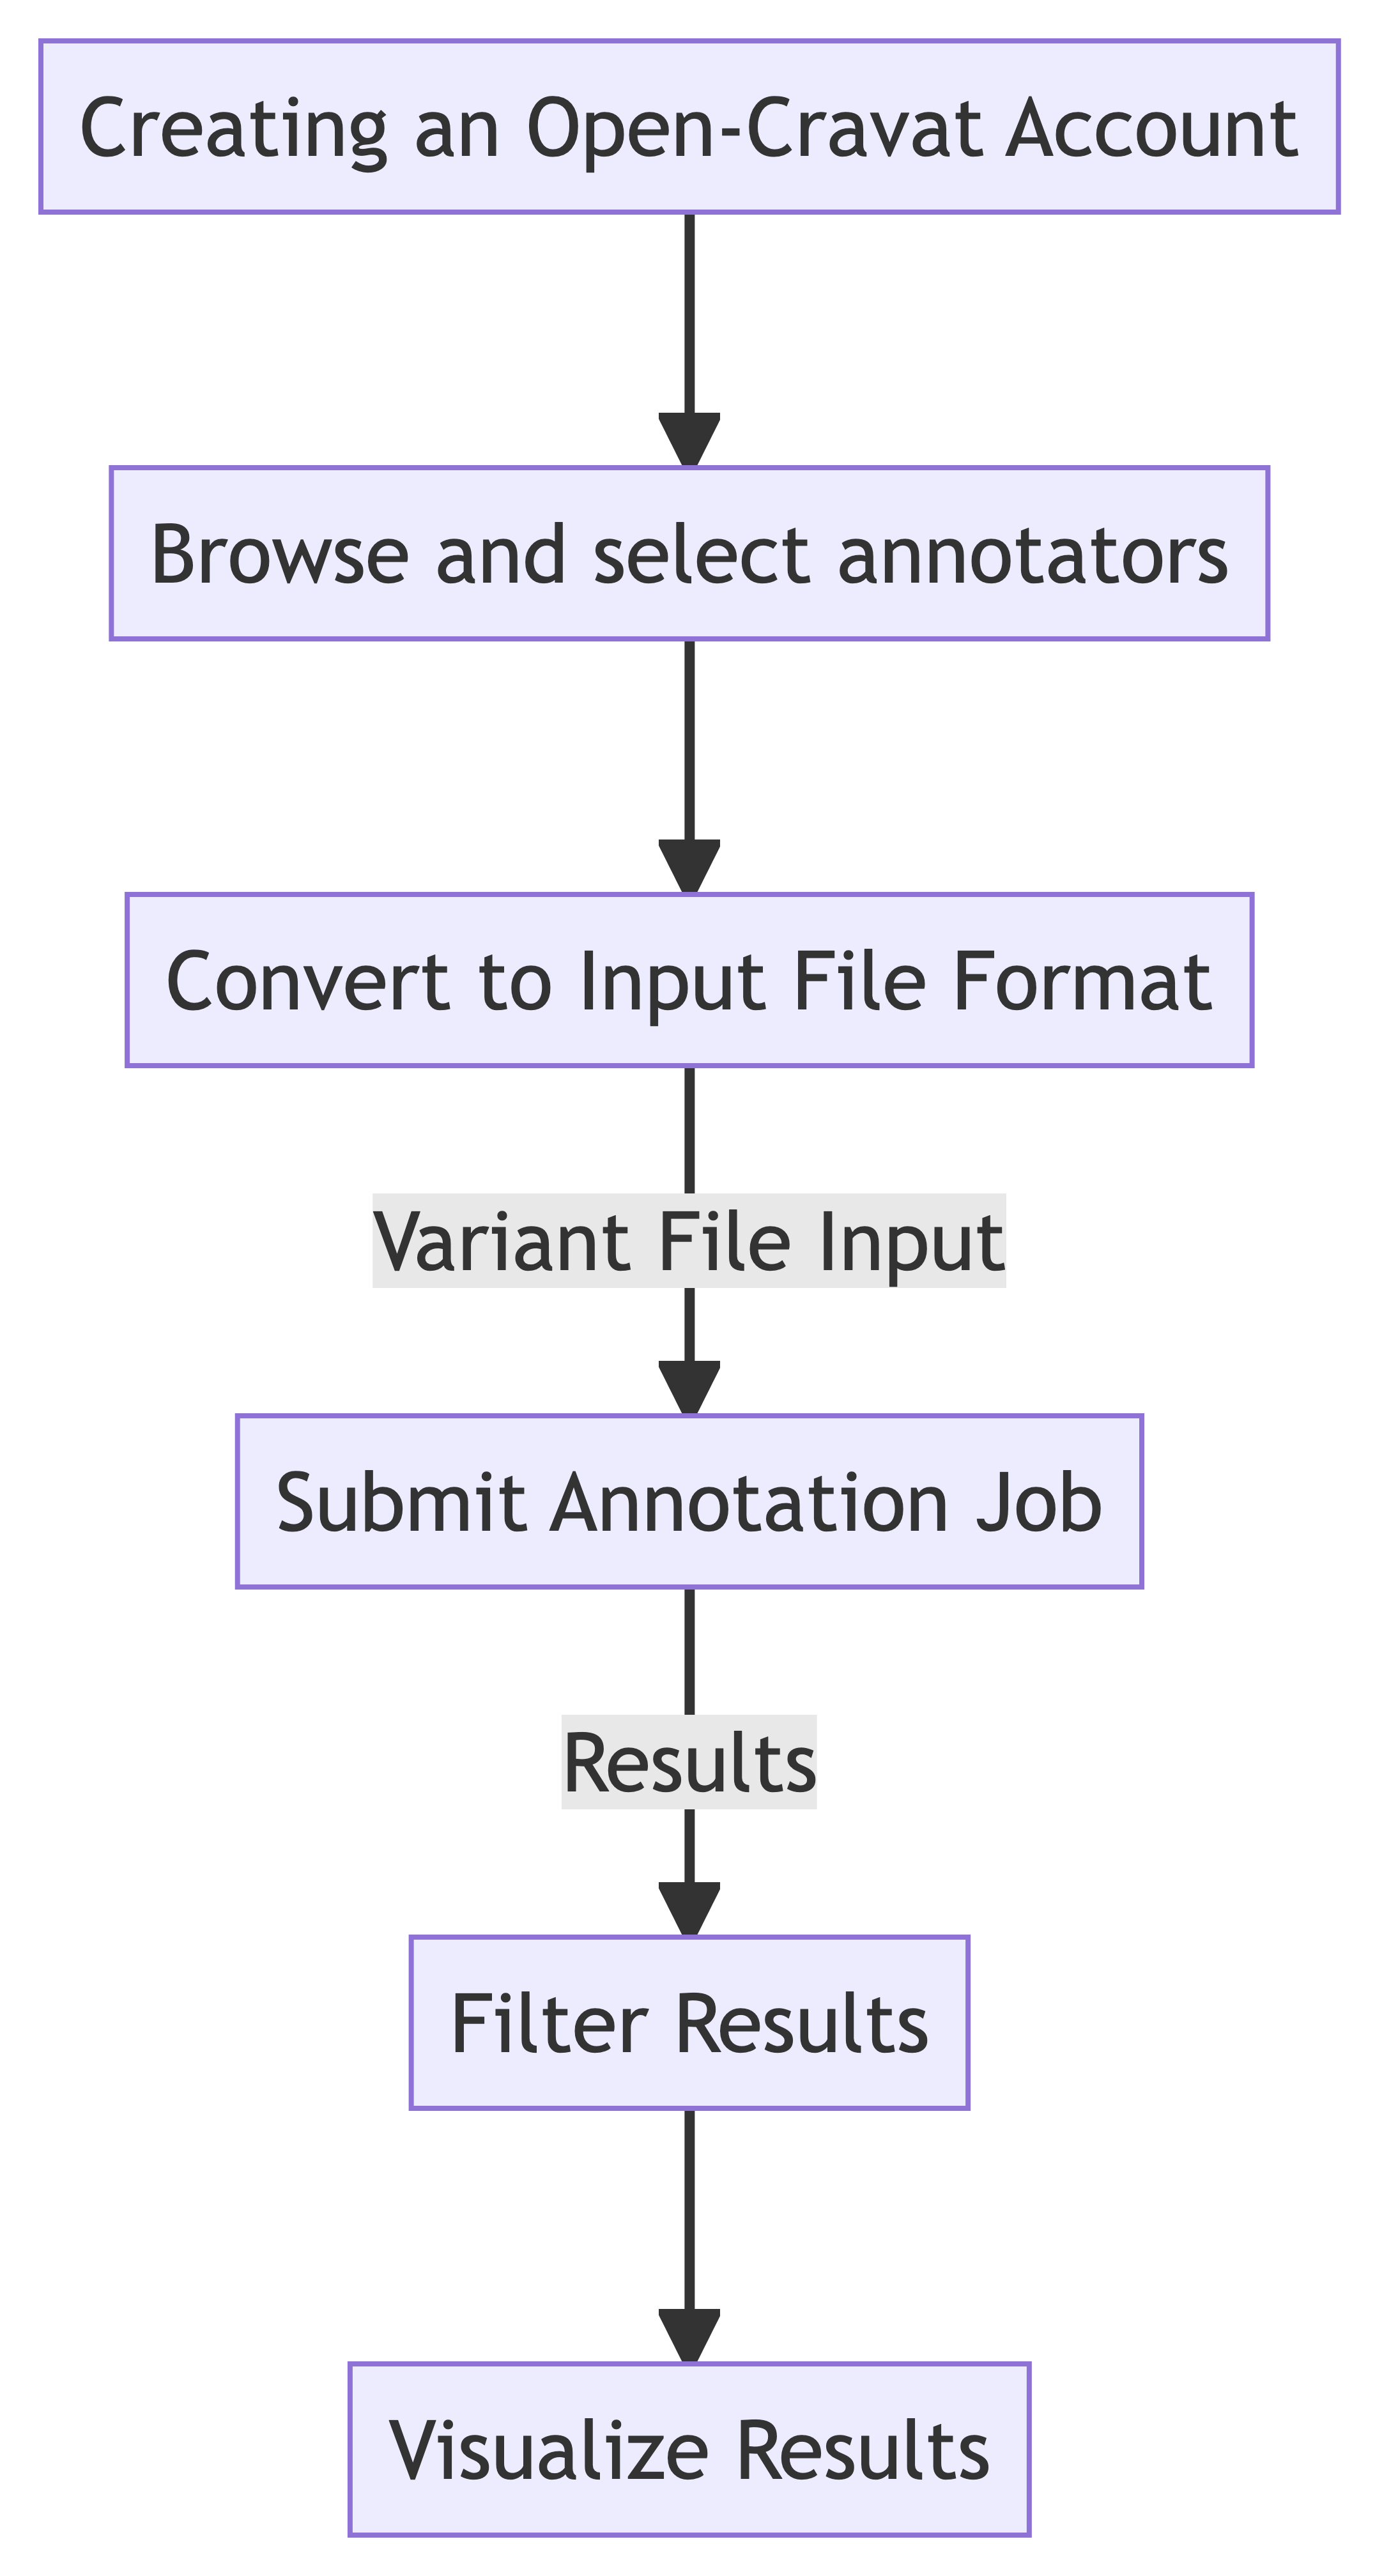 Creating an Open-Cravat Account
Browse and select annotators
Convert to Input File Format
Variant File Input
Submit Annotation Job
Results
Filter Results
Visualize Results